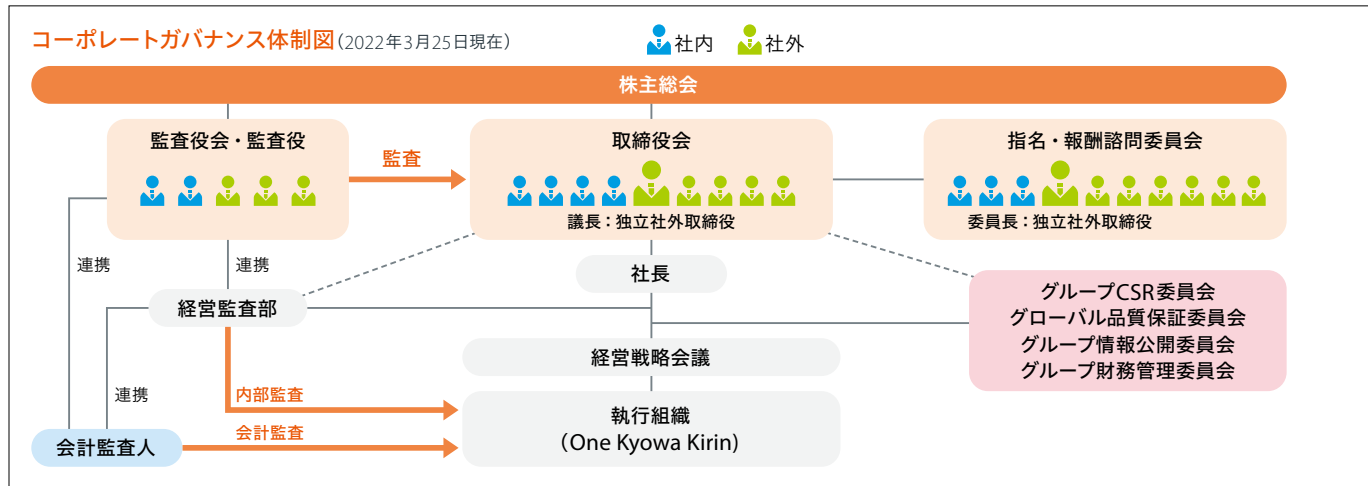 コーポレートガバナンス体制図(2022年3月25日現在)
社内
社外
株主総会
監査役会・監査役
監査
取締役会
議長:独立社外取締役
指名・報酬諮問委員会
委員長:独立社外取締役
連携
連携
社長
経営監査部
グループCSR委員会
グローバル品質保証委員会
グループ情報公開委員会
グループ財務管理委員会
経営戦略会議
連携
内部監査
会計監査
執行組織
(One Kyowa Kirin)
会計監査人